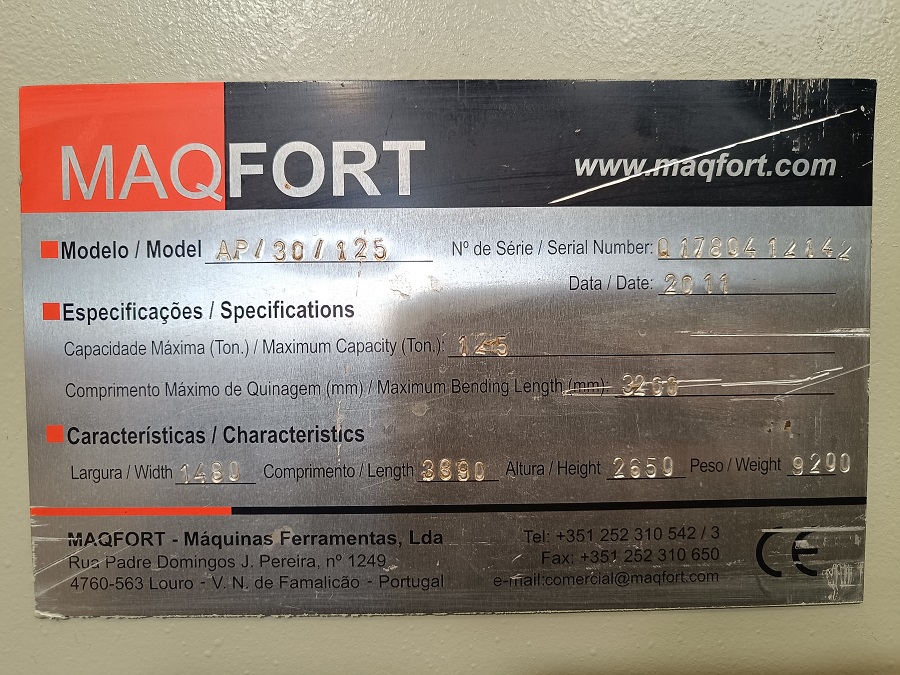 MAQFORT
www.maqfort.com
Modelo / Model AP/30/125
Nº de Série / Serial Number: Q1780412142
Data / Date: 2011
Especificações / Specifications
Capacidade Máxima (Ton.) / Maximum Capacity (Ton.): 125
Comprimento Máximo de Quinagem (mm) / Maximum Bending Length (mm): 3200
Características / Characteristics
Largura / Width 1480 Comprimento / Length 3890 Altura / Height 2650 Peso / Weight 9200
MAQFORT - Máquinas Ferramentas, Lda
Rua Padre Domingos J. Pereira, nº 1249
4760-563 Louro - V. N. de Famalicão - Portugal
Tel: +351 252 310 542 / 3
Fax: +351 252 310 650
e-mail:comercial@maqfort.com
CE